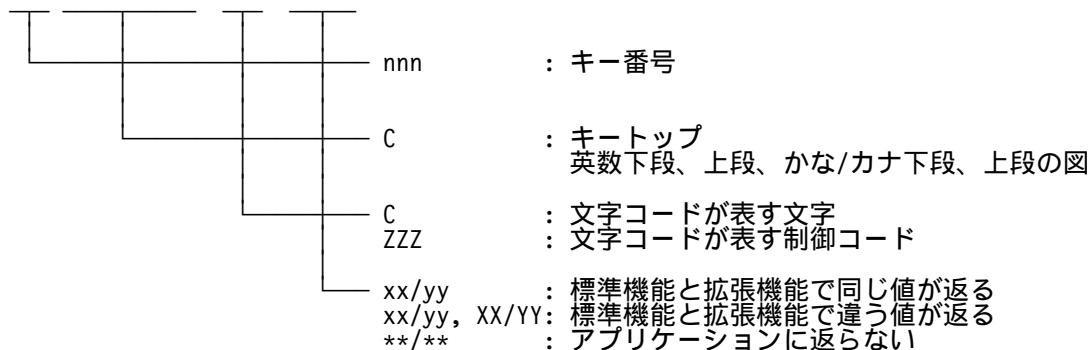 nnn : キー番号
C : キートップ
英数下段、上段、かな/カナ下段、上段の図
C : 文字コードが表す文字
ZZZ : 文字コードが表す制御コード
xx/yy : 標準機能と拡張機能で同じ値が返る
xx/yy, XX/YY: 標準機能と拡張機能で違う値が返る
**/** : アプリケーションに返らない